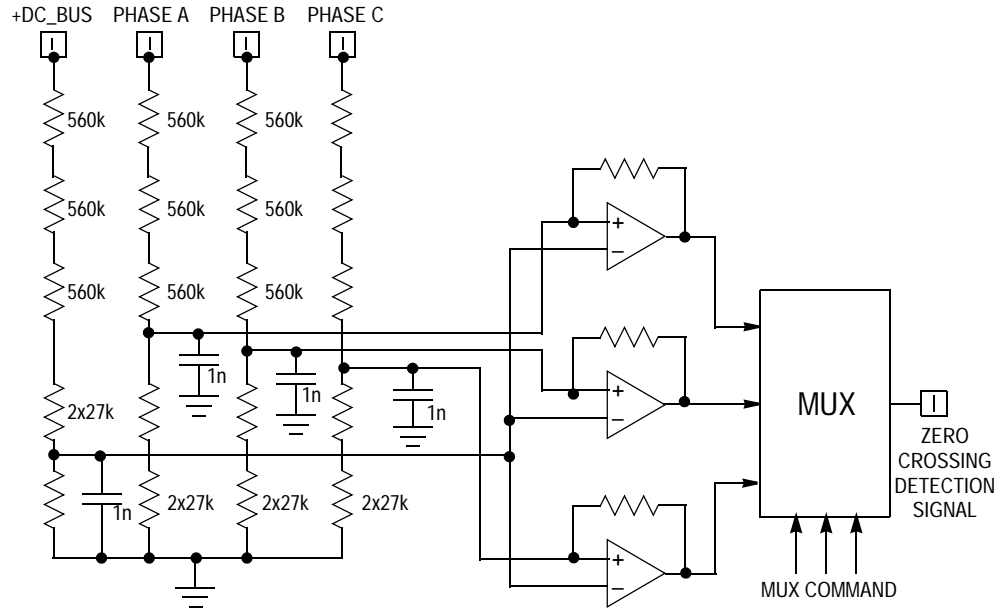 +DC_BUS PHASE A PHASE B PHASE C
I I I I
560k 560k 560k
560k 560k 560k
560k 560k 560k
+
–
1n
1n
1n
2x27k
+
–
MUX
I
ZERO
CROSSING
DETECTION
SIGNAL
1n 2x27k 2x27k 2x27k
+
–
MUX COMMAND